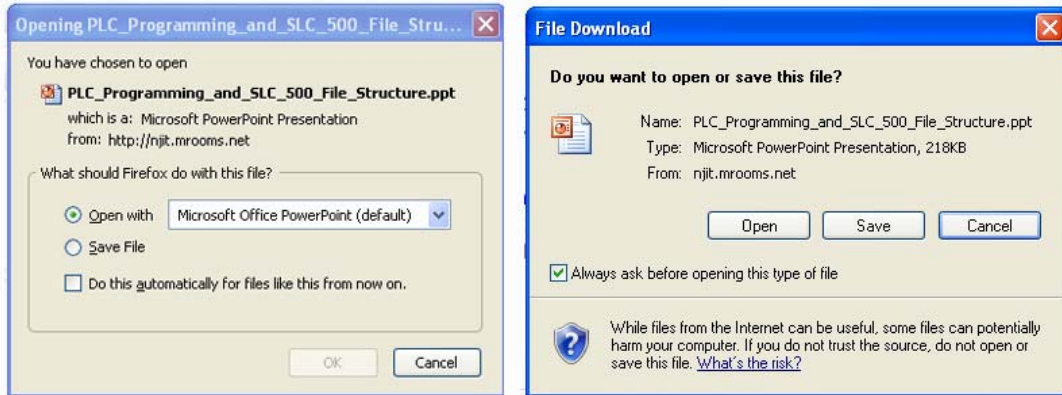 Opening PLC_Programming_and_SLC_500_File_Stru...
You have chosen to open
PLC_Programming_and_SLC_500_File_Structure.ppt
which is a: Microsoft PowerPoint Presentation
from: http://njit.mrooms.net
What should Firefox do with this file?
Open with Microsoft Office PowerPoint (default)
Save File
Do this automatically for files like this from now on.
OK Cancel
File Download
Do you want to open or save this file?
Name: PLC_Programming_and_SLC_500_File_Structure.ppt
Type: Microsoft PowerPoint Presentation, 218KB
From: njit.mrooms.net
Open Save Cancel
Always ask before opening this type of file
While files from the Internet can be useful, some files can potentially
harm your computer. If you do not trust the source, do not open or
save this file. What's the risk?